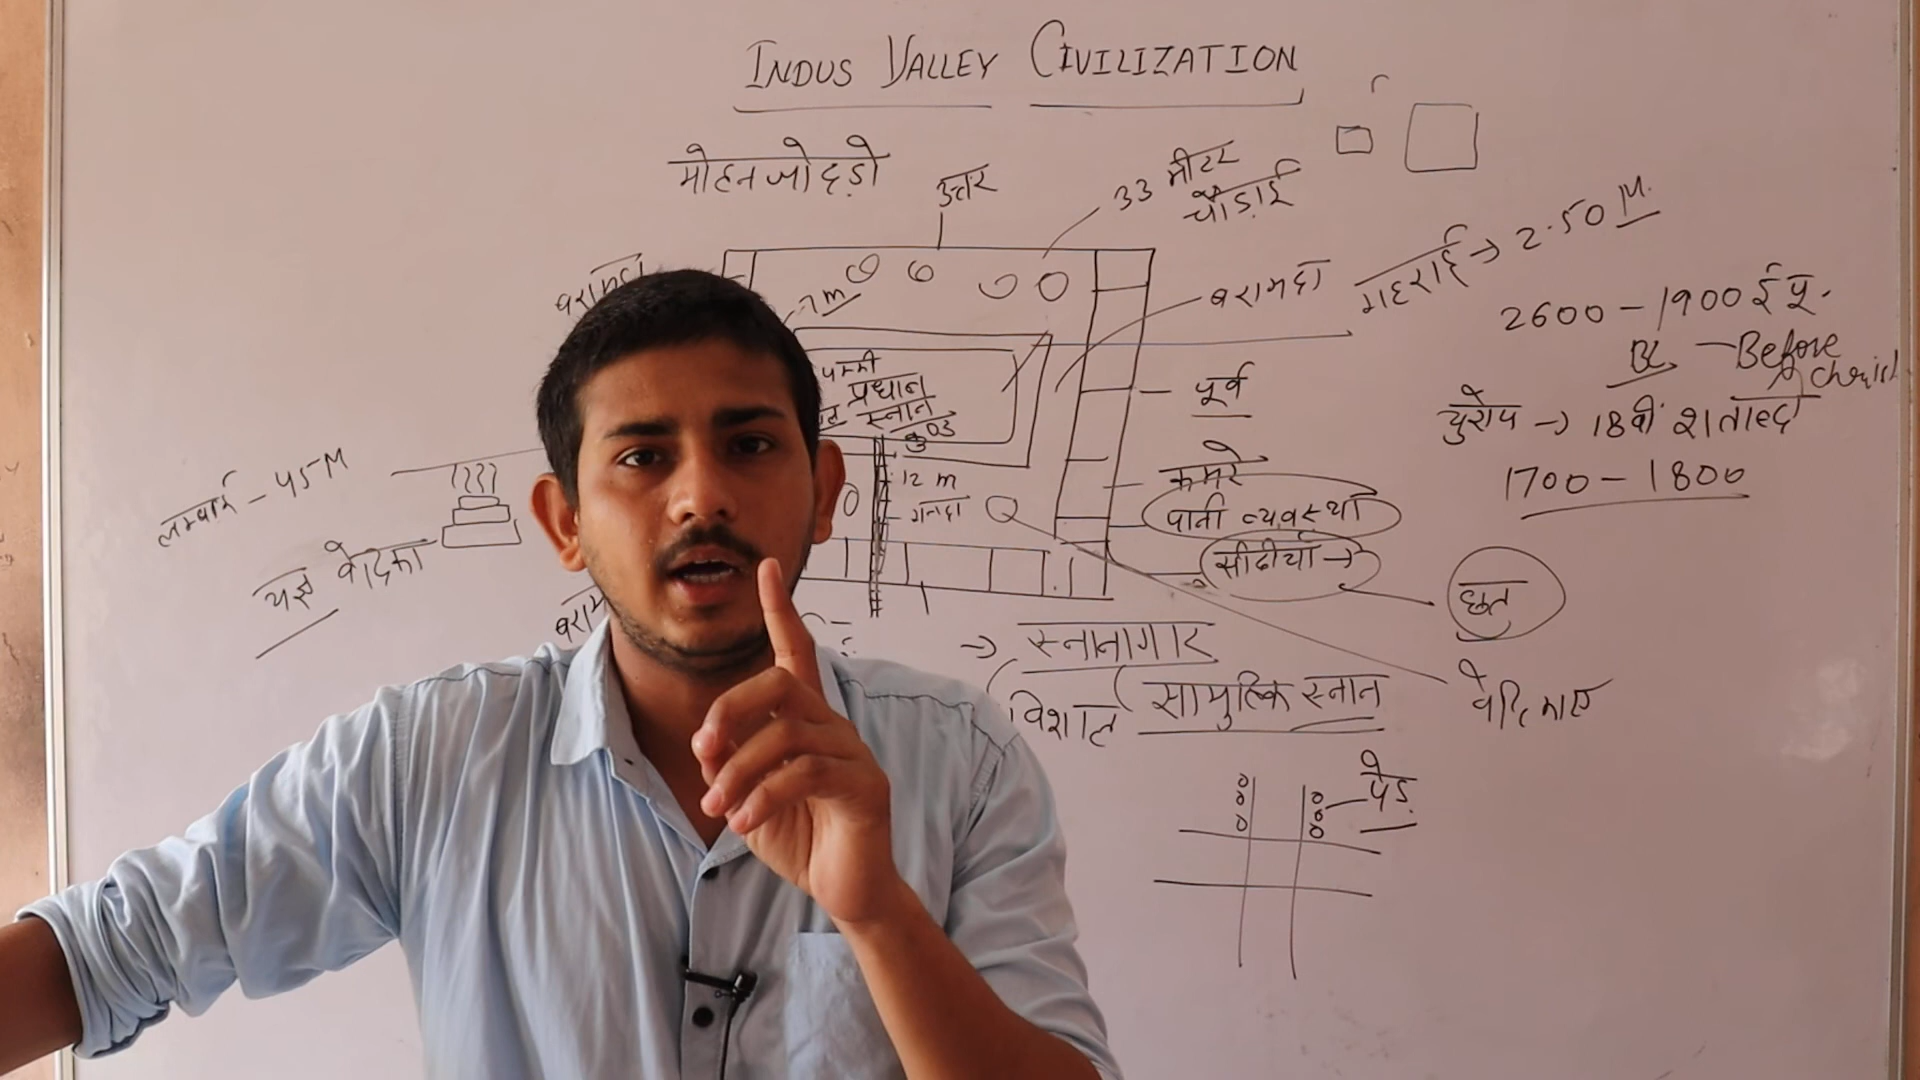 INDUS VALLEY CIVILIZATION
मोहनजोदड़ो
उत्तर
33 मीटर
चौड़ाई
गहराई → 2.50 M.
बरामदा
7 m
2600 - 1900 ई पू.
BC - Before
प्रधान
स्नान
कुण्ड
पूर्व
युरोप → 18वीं शताब्दी
1700 - 1800
लम्बाई - 45 M
12 m
कमरे
पानी व्यवस्था
सीढीयाँ →
यज्ञ वेदिका
छत
→ स्नानागार
विशाल
सामुहिक स्नान
वेदिकाए
पेड़